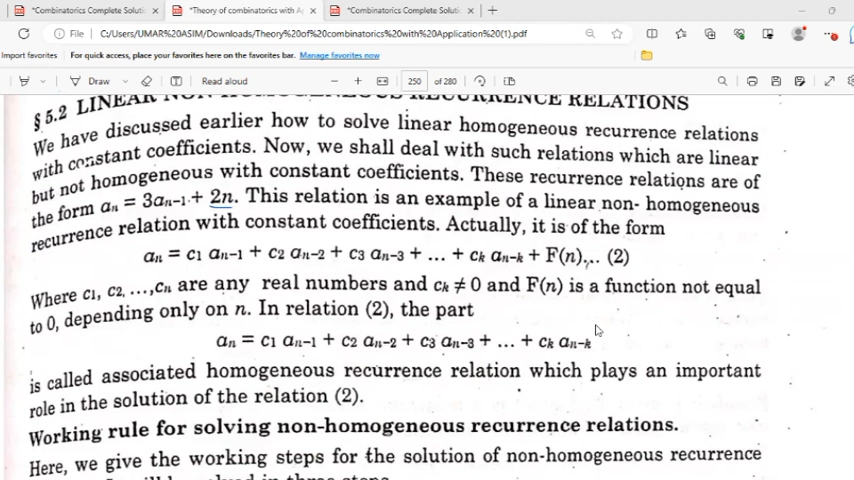 *Combinatorics Complete Solutio
*Theory of combinatorics with A
*Combinatorics Complete Solutio
File C:/Users/UMAR%20ASIM/Downloads/Theory%20of%20combinatorics%20with%20Application%20(1).pdf
Import favorites For quick access, place your favorites here on the favorites bar. Manage favorites now
Draw Read aloud 250 of 280
§ 5.2 LINEAR NON HOMOGENEOUS RECURRENCE RELATIONS
We have discussed earlier how to solve linear homogeneous recurrence relations
with constant coefficients. Now, we shall deal with such relations which are linear
but not homogeneous with constant coefficients. These recurrence relations are of
the form aₙ = 3aₙ₋₁ + 2n. This relation is an example of a linear non- homogeneous
recurrence relation with constant coefficients. Actually, it is of the form
aₙ = c₁ aₙ₋₁ + c₂ aₙ₋₂ + c₃ aₙ₋₃ + ... + cₖ aₙ₋ₖ + F(n)... (2)
Where c₁, c₂, ...,cₙ are any real numbers and cₖ ≠ 0 and F(n) is a function not equal
to 0, depending only on n. In relation (2), the part
aₙ = c₁ aₙ₋₁ + c₂ aₙ₋₂ + c₃ aₙ₋₃ + ... + cₖ aₙ₋ₖ
is called associated homogeneous recurrence relation which plays an important
role in the solution of the relation (2).
Working rule for solving non-homogeneous recurrence relations.
Here, we give the working steps for the solution of non-homogeneous recurrence